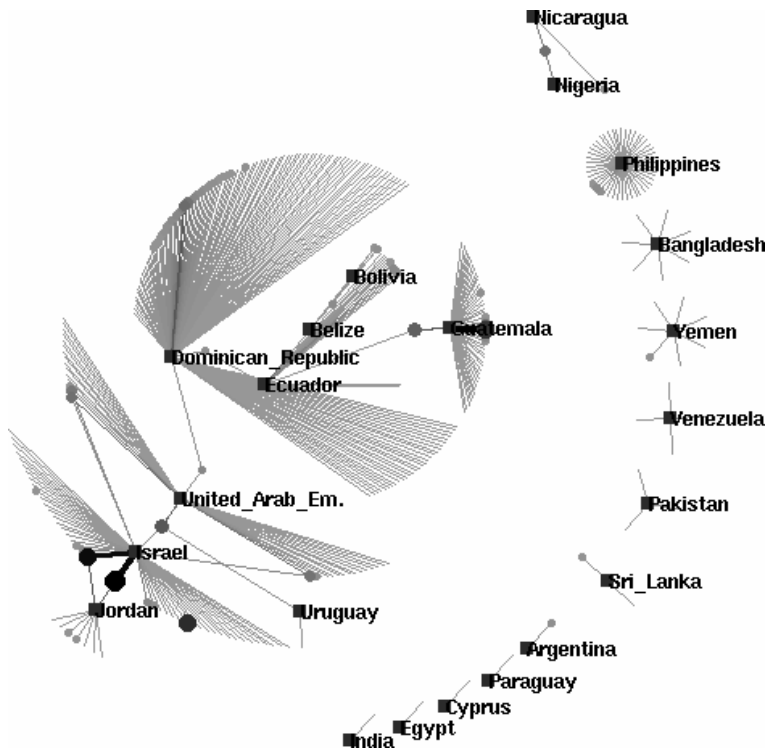 Nicaragua
Nigeria
Philippines
Bangladesh
Bolivia
Belize
Guatemala
Yemen
Dominican_Republic
Ecuador
Venezuela
United_Arab_Em.
Pakistan
Israel
Sri_Lanka
Jordan
Uruguay
Argentina
Paraguay
Cyprus
Egypt
India